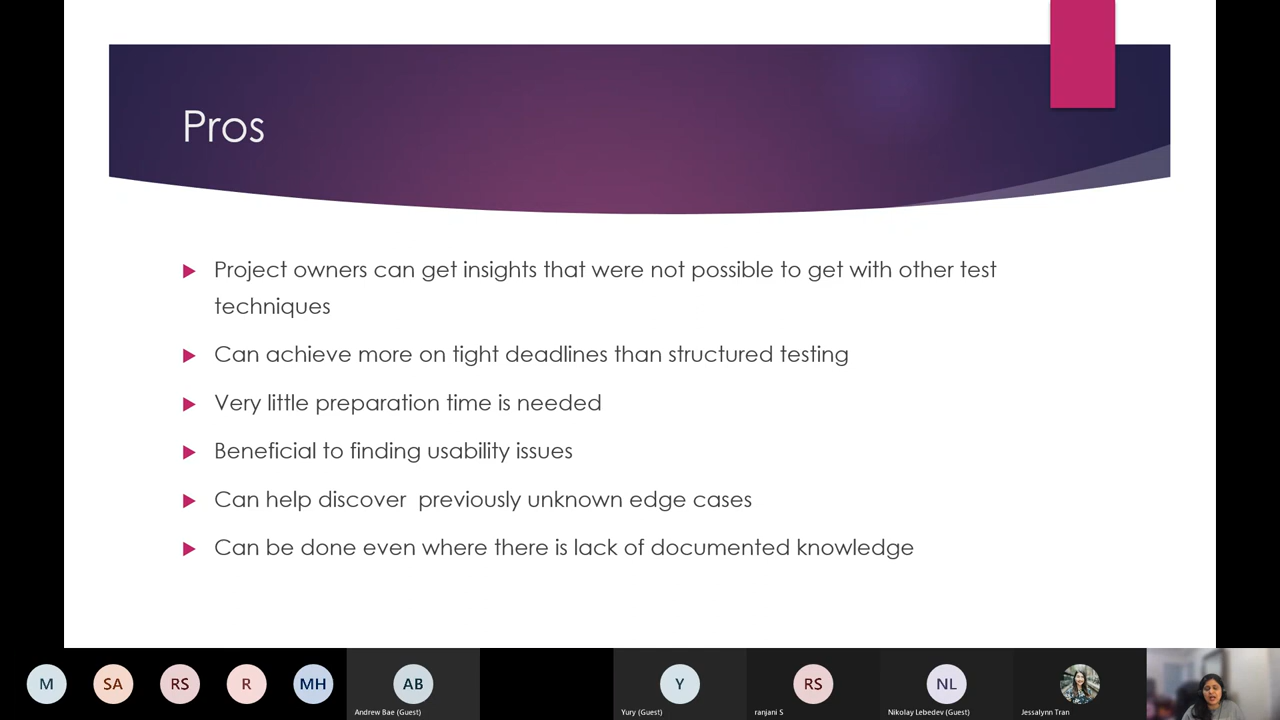 Pros
Project owners can get insights that were not possible to get with other test
techniques
Can achieve more on tight deadlines than structured testing
Very little preparation time is needed
Beneficial to finding usability issues
Can help discover  previously unknown edge cases
Can be done even where there is lack of documented knowledge
M
SA
RS
R
MH
AB
Y
RS
NL
Andrew Bae (Guest)
Yury (Guest)
ranjani S
Nikolay Lebedev (Guest)
Jessalynn Tran